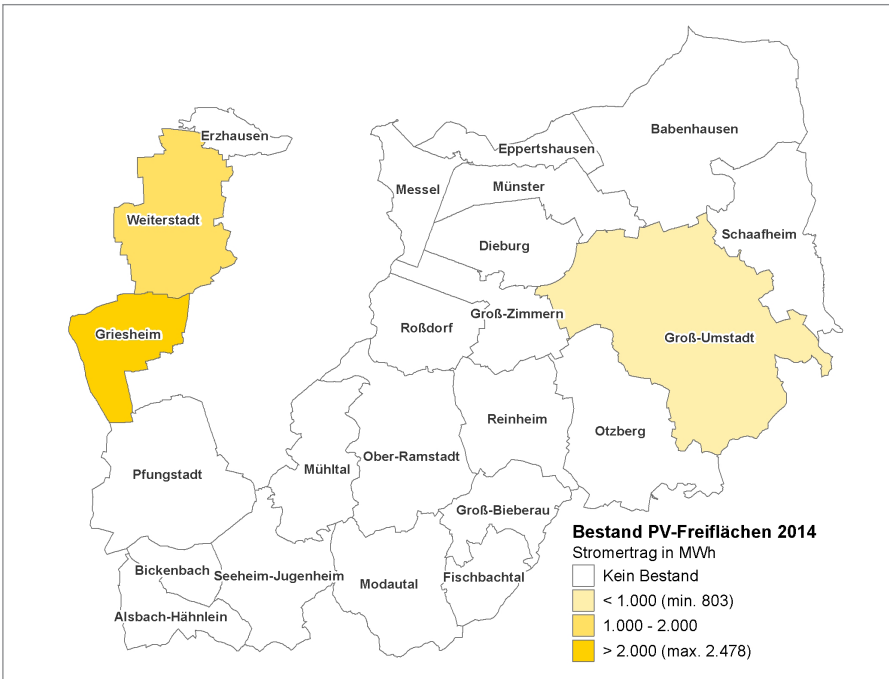 Babenhausen
Erzhausen
Eppertshausen
Messel
Münster
Weiterstadt
Schaafheim
Dieburg
Groß-Zimmern
Roßdorf
Griesheim
Groß-Umstadt
Reinheim
Otzberg
Ober-Ramstadt
Mühltal
Pfungstadt
Groß-Bieberau
Bickenbach
Seeheim-Jugenheim
Modautal
Fischbachtal
Alsbach-Hähnlein
Bestand PV-Freiflächen 2014
Stromertrag in MWh
Kein Bestand
< 1.000 (min. 803)
1.000 - 2.000
> 2.000 (max. 2.478)